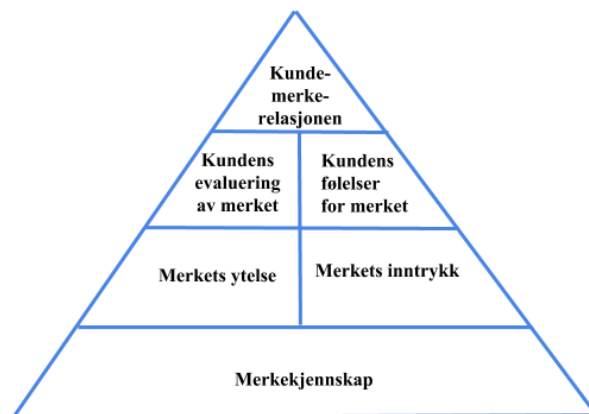 Kunde-
merke-
relasjonen
Kundens
evaluering
av merket
Kundens
følelser
for merket
Merkets ytelse
Merkets inntrykk
Merkekjennskap